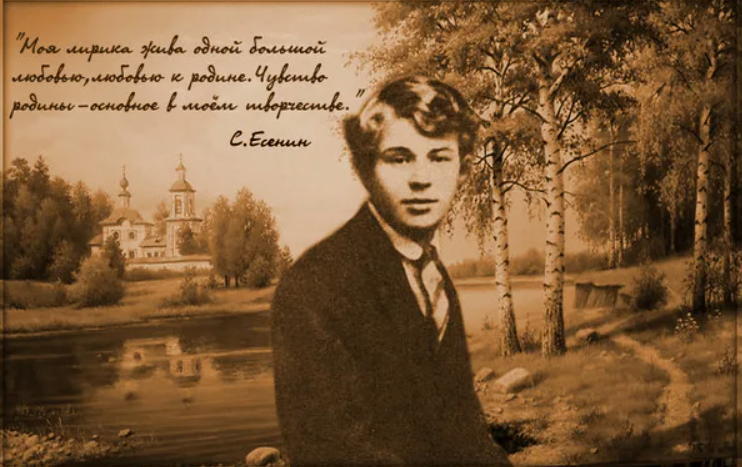 "Моя лирика жива одной большой
любовью, любовью к родине. Чувство
родины – основное в моём творчестве."
С.Есенин